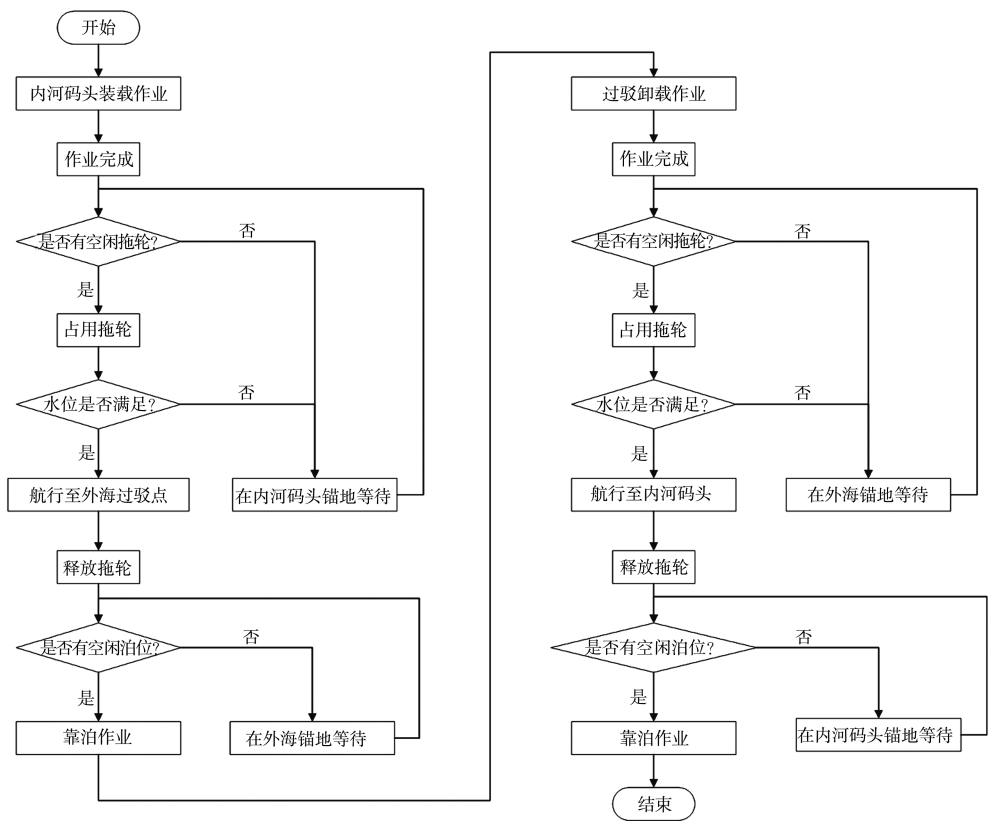 开始
内河码头装载作业
作业完成
是否有空闲拖轮?
否
是
占用拖轮
水位是否满足?
否
是
航行至外海过驳点
在内河码头锚地等待
释放拖轮
是否有空闲泊位?
否
是
靠泊作业
在外海锚地等待
过驳卸载作业
作业完成
是否有空闲拖轮?
否
是
占用拖轮
水位是否满足?
否
是
航行至内河码头
在外海锚地等待
释放拖轮
是否有空闲泊位?
否
是
靠泊作业
在内河码头锚地等待
结束